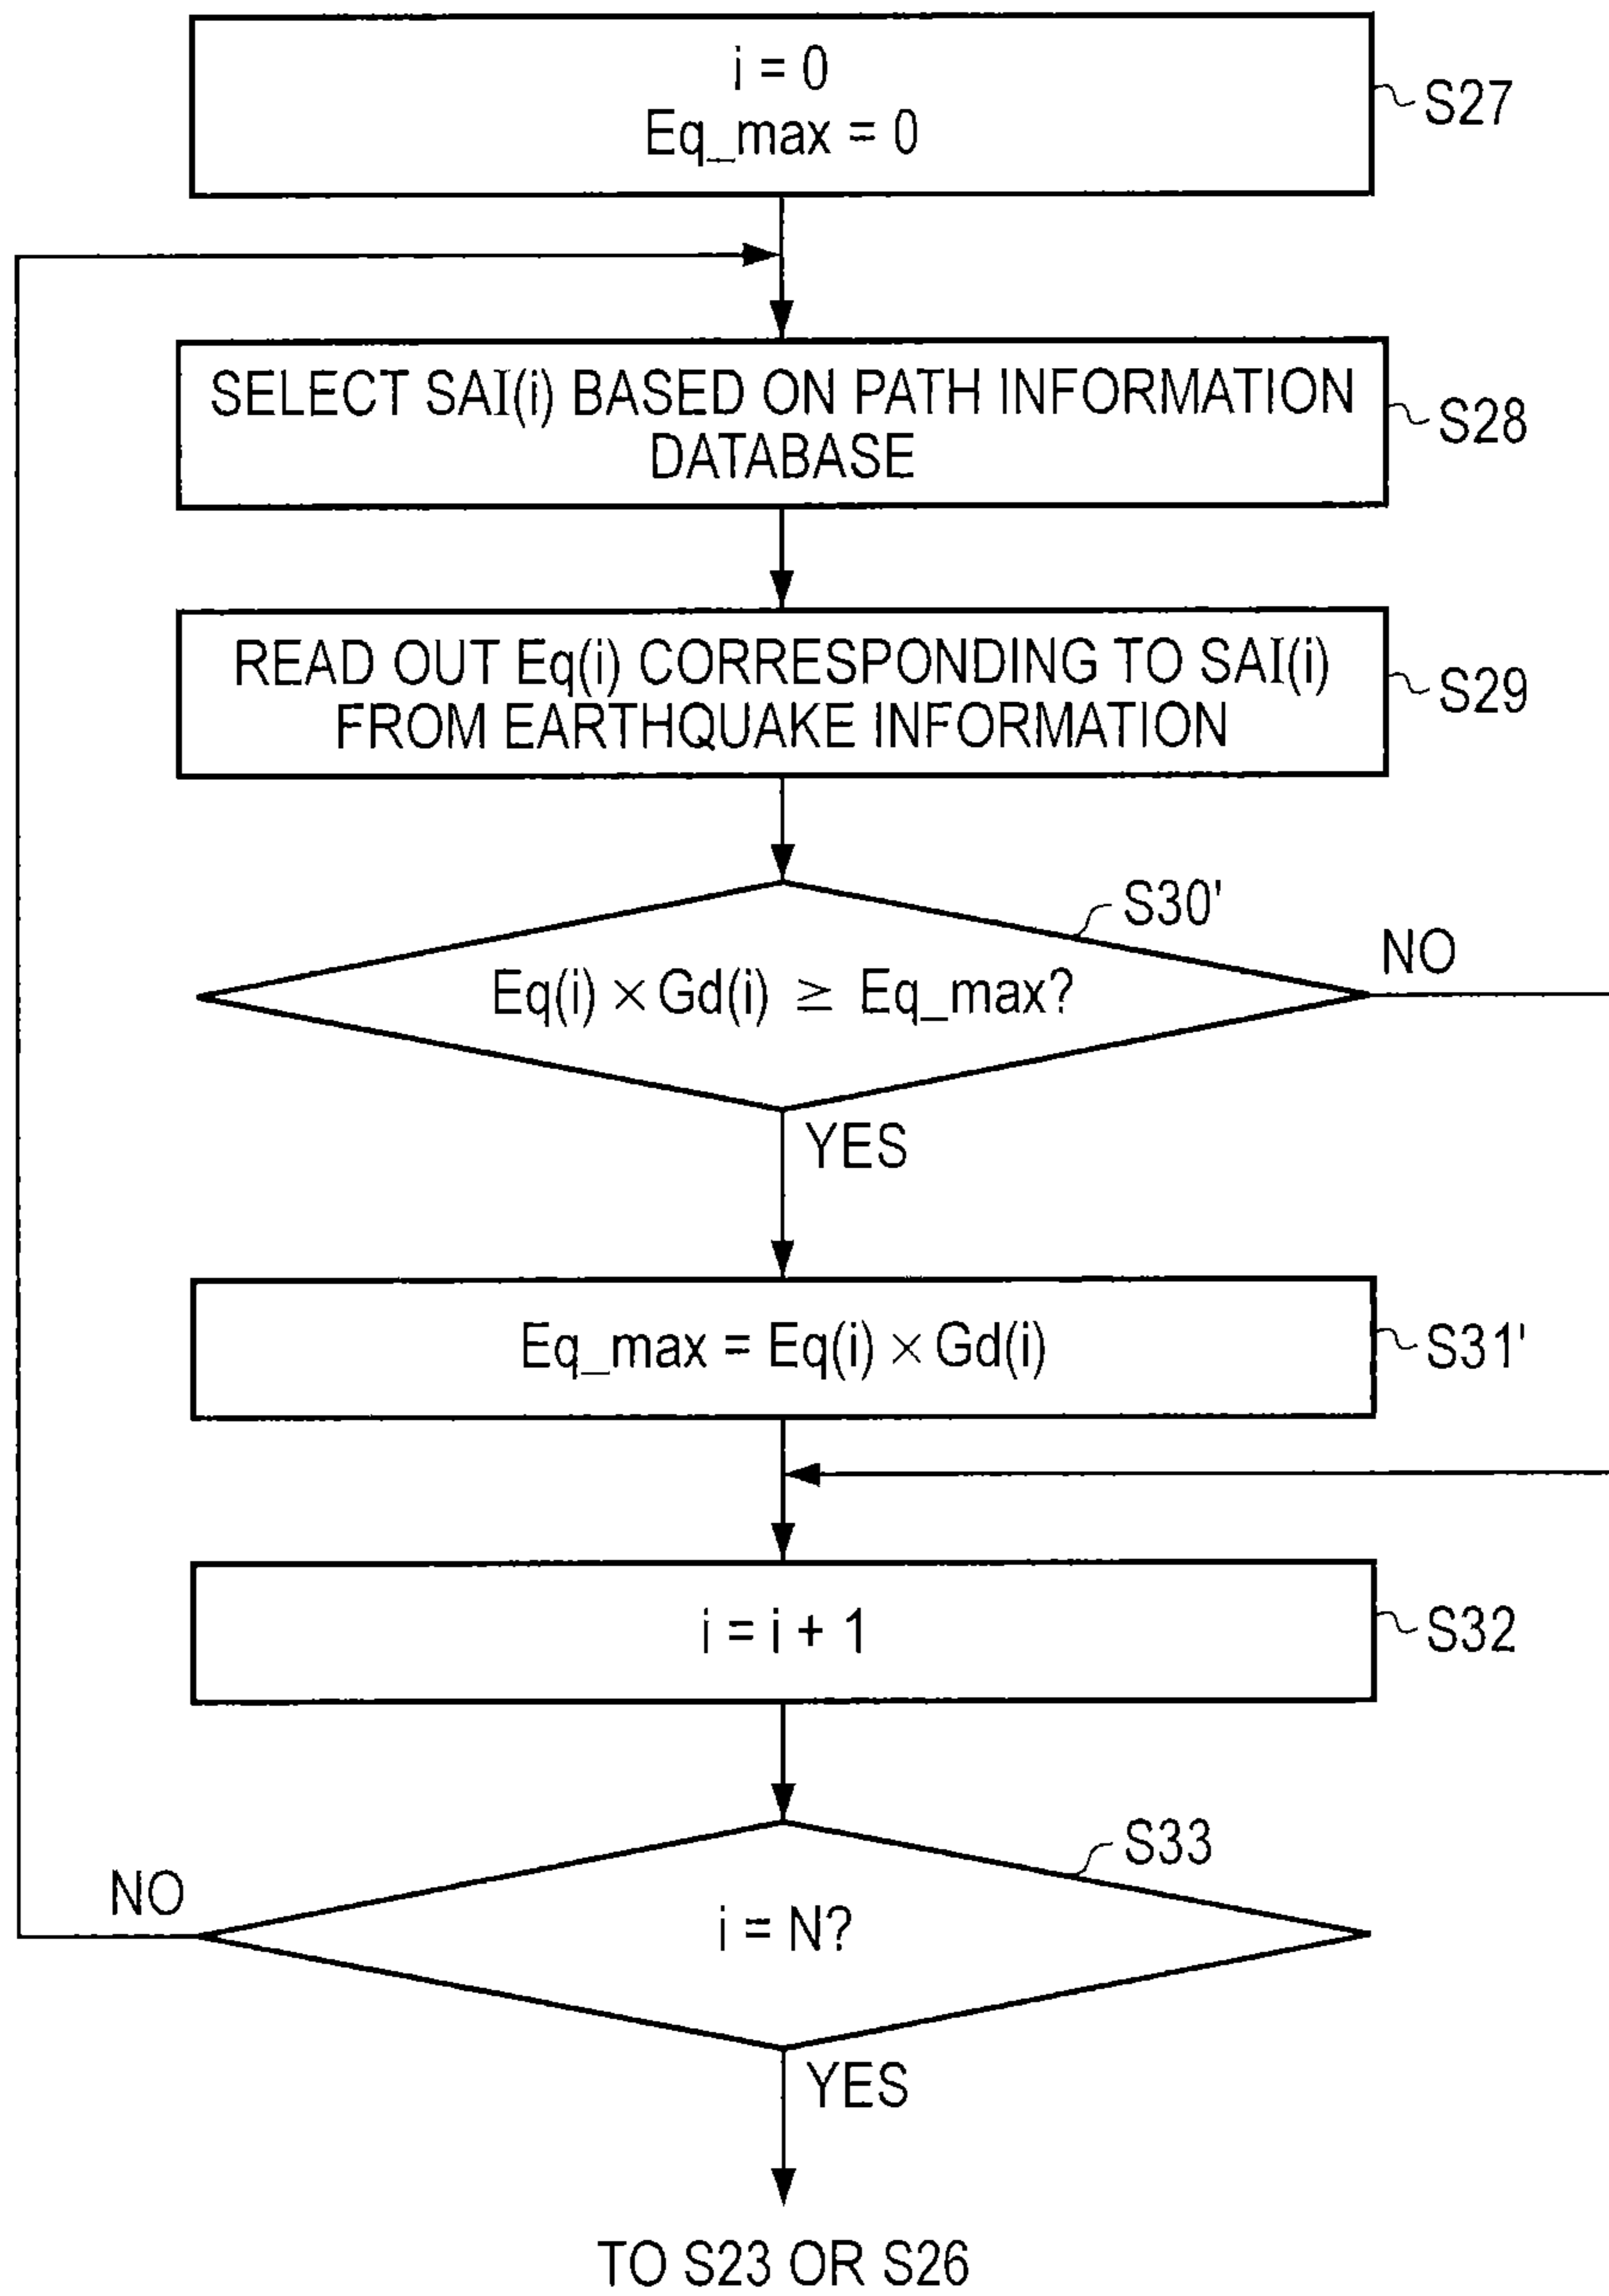 i = 0
Eq_max = 0
S27
SELECT SAI(i) BASED ON PATH INFORMATION
DATABASE
S28
READ OUT Eq(i) CORRESPONDING TO SAI(i)
FROM EARTHQUAKE INFORMATION
S29
S30'
Eq(i) × Gd(i) ≥ Eq_max?
NO
YES
Eq_max = Eq(i) × Gd(i)
S31'
i = i + 1
S32
S33
NO
i = N?
YES
TO S23 OR S26